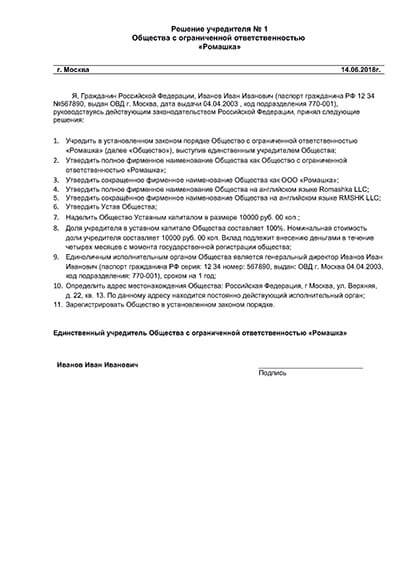 Решение учредителя № 1
Общества с ограниченной ответственностью
«Ромашка»
г. Москва 14.06.2018г.
Я, Гражданин Российской Федерации, Иванов Иван Иванович (паспорт гражданина РФ 12 34
№567890, выдан ОВД г. Москва, дата выдачи 04.04.2003 , код подразделения 770-001),
руководствуясь действующим законодательством Российской Федерации, принял следующие
решения:
1. Учредить в установленном законом порядке Общество с ограниченной ответственностью
«Ромашка» (далее «Общество»), выступив единственным учредителем Общества;
2. Утвердить полное фирменное наименование Общества как Общество с ограниченной
ответственностью «Ромашка»;
3. Утвердить сокращенное фирменное наименование Общества как ООО «Ромашка»;
4. Утвердить полное фирменное наименование Общества на английском языке Romashka LLC;
5. Утвердить сокращённое фирменное наименование Общества на английском языке RMSHK LLC;
6. Утвердить Устав Общества;
7. Наделить Общество Уставным капиталом в размере 10000 руб. 00 коп.;
8. Доля учредителя в уставном капитале Общества составляет 100%. Номинальная стоимость
доли учредителя составляет 10000 руб. 00 коп. Вклад подлежит внесению деньгами в течение
четырех месяцев с момента государственной регистрации общества;
9. Единоличным исполнительным органом Общества является генеральный директор Иванов Иван
Иванович (паспорт гражданина РФ серия: 12 34 номер: 567890, выдан: ОВД г. Москва 04.04.2003,
код подразделения: 770-001), сроком на 1 год;
10. Определить адрес местонахождения Общества: Российская Федерация, г Москва, ул. Верхняя,
д. 22, кв. 13. По данному адресу находится постоянно действующий исполнительный орган;
11. Зарегистрировать Общество в установленном законом порядке.
Единственный учредитель Общества с ограниченной ответственностью «Ромашка»
Иванов Иван Иванович
Подпись